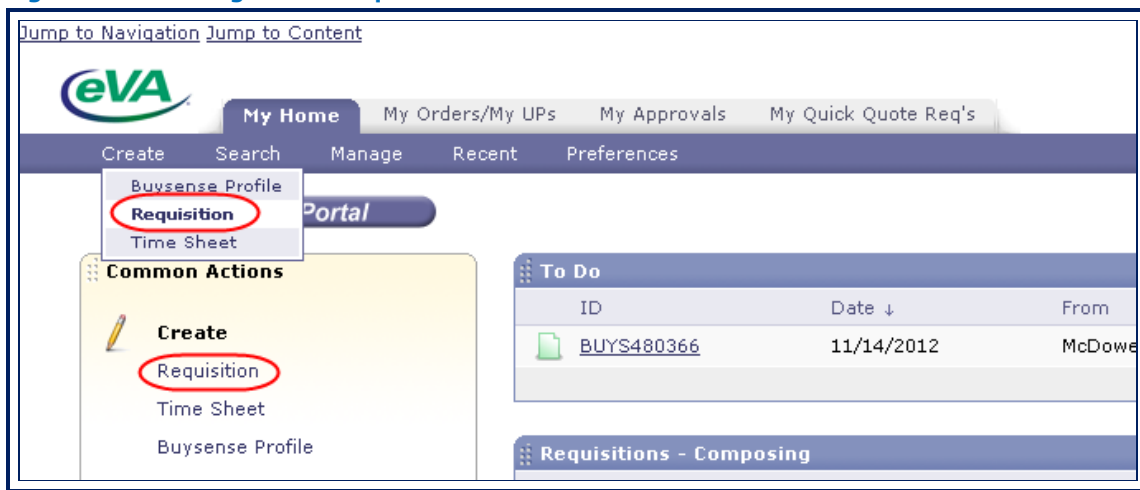 Jump to Navigation Jump to Content
eVA
My Home My Orders/My UPs My Approvals My Quick Quote Req's
Create Search Manage Recent Preferences
Buysense Profile
Requisition
Time Sheet
Portal
Common Actions
Create
Requisition
Time Sheet
Buysense Profile
To Do
ID Date ↓ From
BUYS480366 11/14/2012 McDowe
Requisitions - Composing